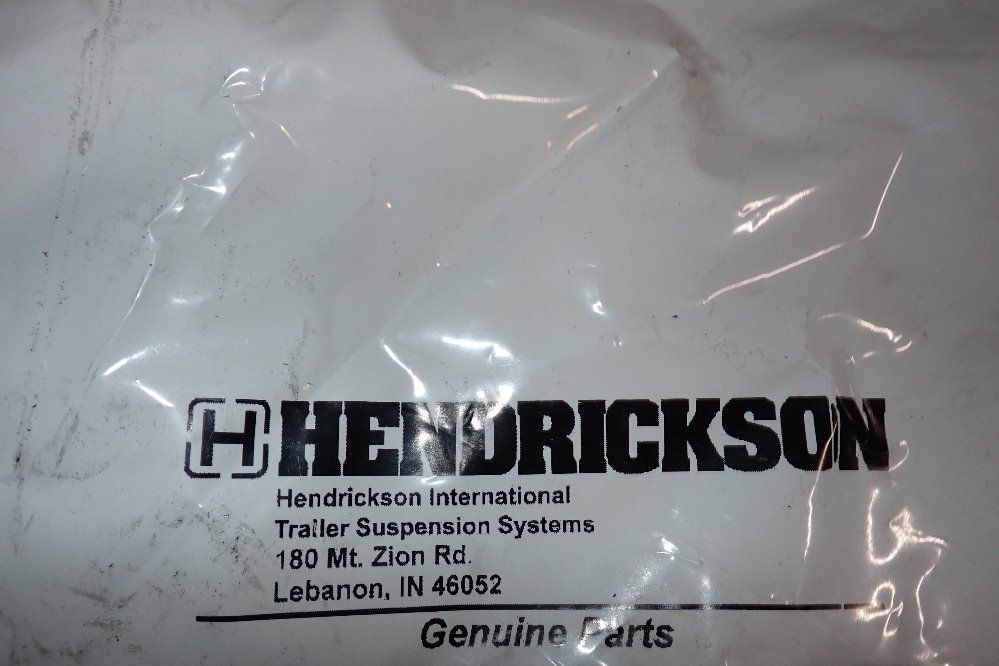 H HENDRICKSON
Hendrickson International
Trailer Suspension Systems
180 Mt. Zion Rd.
Lebanon, IN 46052
Genuine Parts